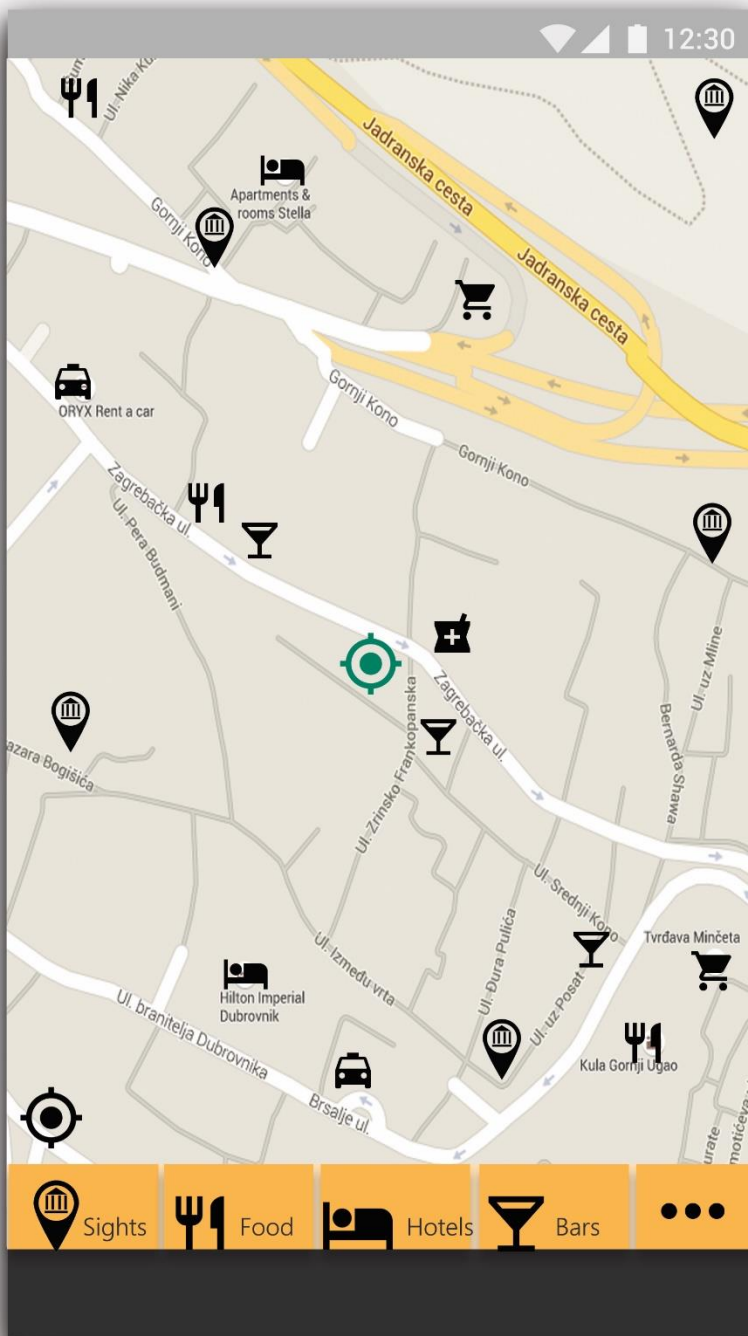 12:30
Ul. Nika Ku
Jadranska cesta
Apartments &
rooms Stella
Gornji Kono
Jadranska cesta
ORYX Rent a car
Gornji Kono
Gornji Kono
Zagrebačka ul.
Ul. Pera Budmani
Ul. uz Mline
Zagrebačka ul.
Bernarda Shawa
azara Bogišića
Ul. Zrinsko Frankopanska
Ul. Srednji Kono
Ul. Đura Pulića
Tvrđava Minčeta
Ul. Između vrta
Ul. uz Posat
Hilton Imperial
Dubrovnik
Ul. branitelja Dubrovnika
Kula Gornji Ugao
Brsalje ul.
urate
motićeva
Sights
Food
Hotels
Bars